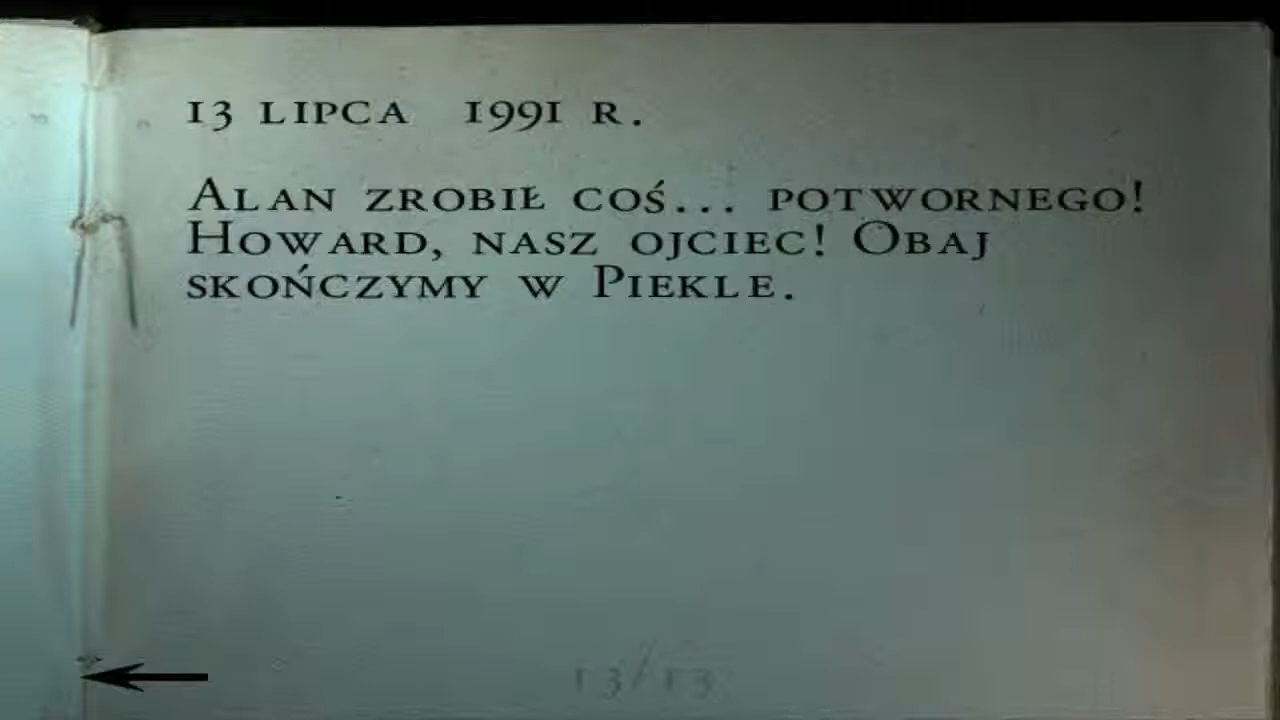 13 LIPCA 1991 R.
ALAN ZROBIŁ COŚ... POTWORNEGO!
HOWARD, NASZ OJCIEC! OBAJ
SKOŃCZYMY W PIEKLE.
13/13